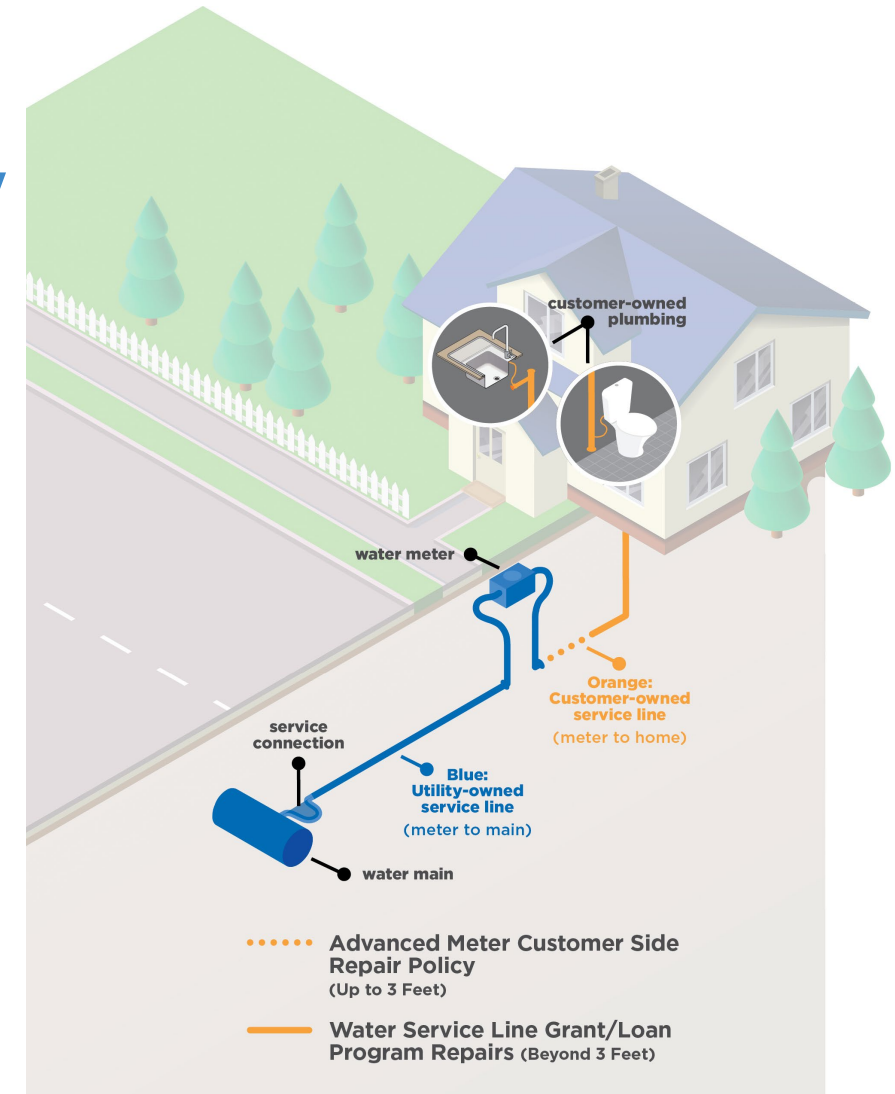 customer-owned
plumbing
water meter
Orange:
Customer-owned
service line
(meter to home)
service
connection
Blue:
Utility-owned
service line
(meter to main)
water main
Advanced Meter Customer Side
Repair Policy
(Up to 3 Feet)
Water Service Line Grant/Loan
Program Repairs (Beyond 3 Feet)